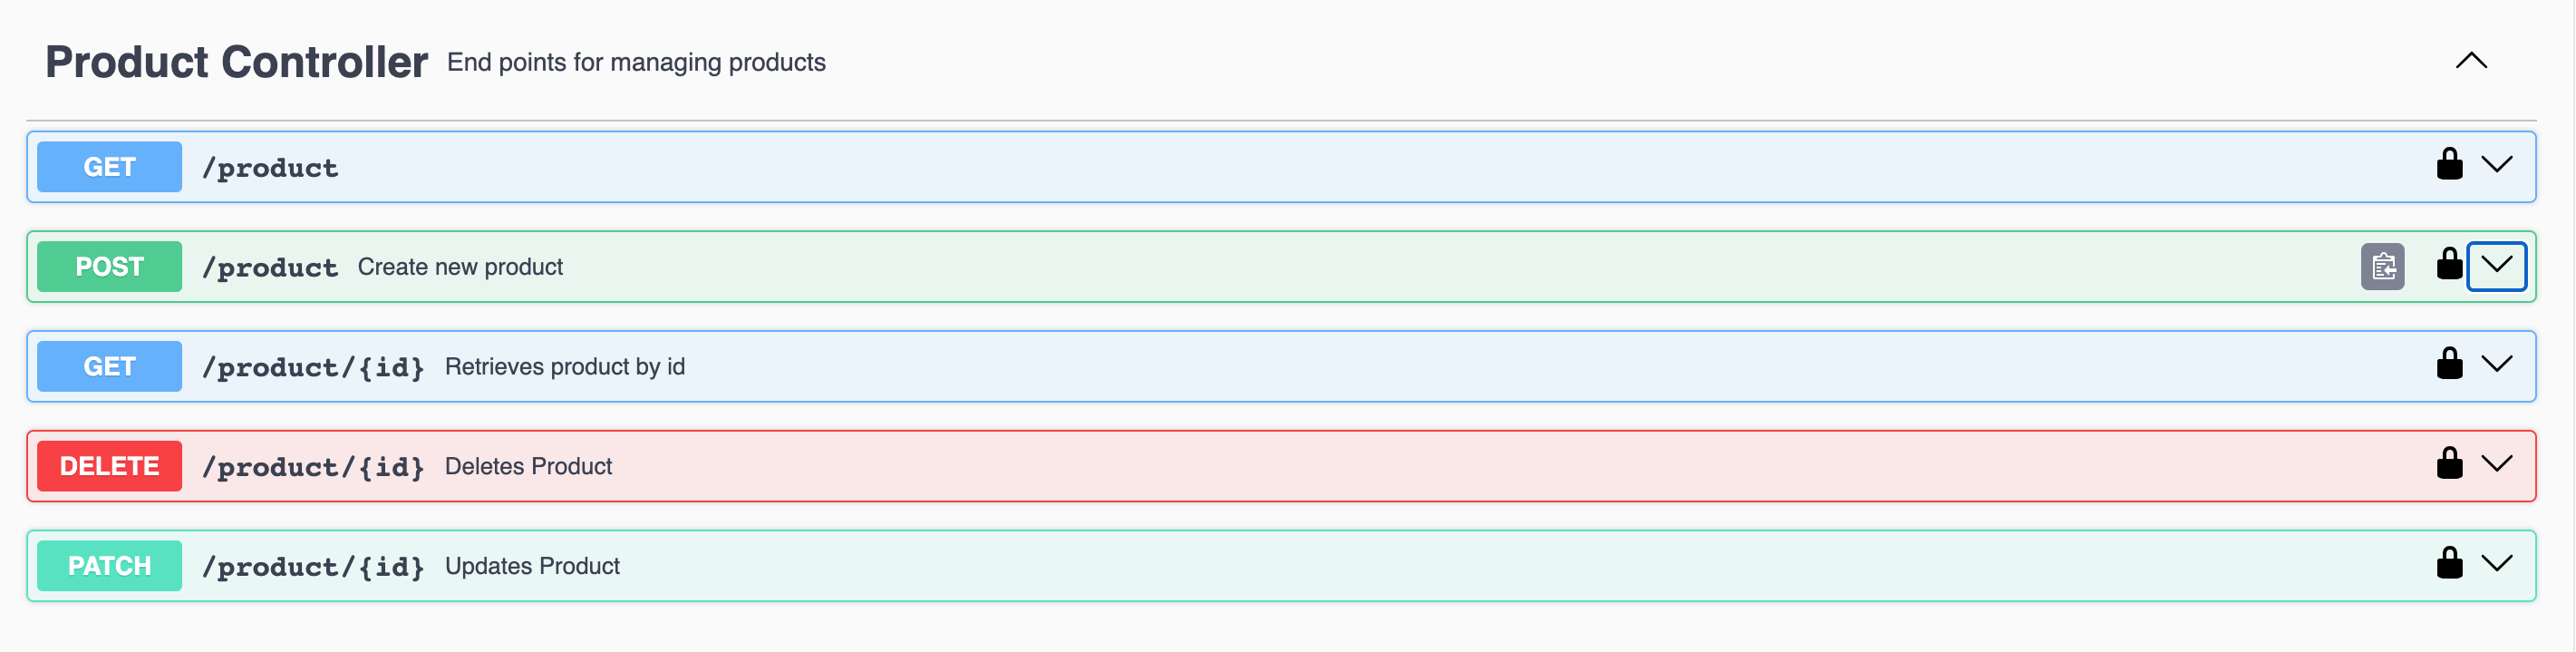 Product Controller End points for managing products
GET /product
POST /product Create new product
GET /product/{id} Retrieves product by id
DELETE /product/{id} Deletes Product
PATCH /product/{id} Updates Product